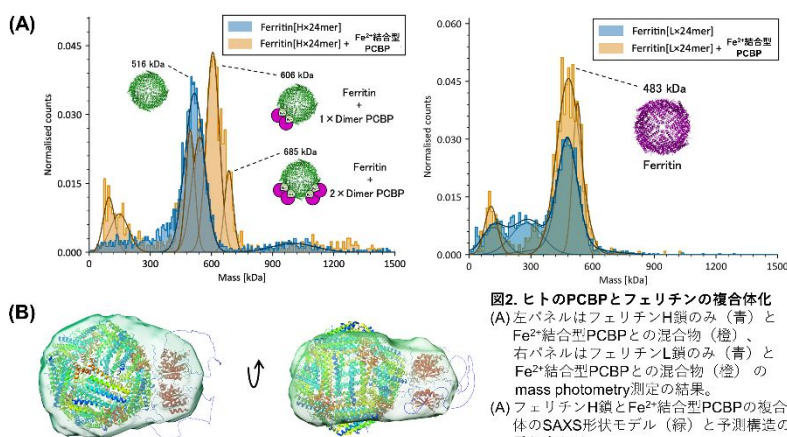 (A)
0.045
0.030
0.015
0.000
Normalised counts
0
300
600
900
1200
1500
Mass [kDa]
Ferritin[H×24mer]
Ferritin[H×24mer] + Fe²⁺結合型
PCBP
516 kDa
606 kDa
Ferritin
+
1×Dimer PCBP
685 kDa
Ferritin
+
2×Dimer PCBP
0.060
0.045
0.030
0.015
0.000
Normalised counts
0
300
600
900
1200
1500
Mass [kDa]
Ferritin[L×24mer]
Ferritin[L×24mer] + Fe²⁺結合型
PCBP
483 kDa
Ferritin
(B)
図2. ヒトのPCBPとフェリチンの複合体化
(A) 左パネルはフェリチンH鎖のみ（青）と
Fe²⁺結合型PCBPとの混合物（橙）、
右パネルはフェリチンL鎖のみ（青）と
Fe²⁺結合型PCBPとの混合物（橙） の
mass photometry測定の結果。
(A) フェリチンH鎖とFe²⁺結合型PCBPの複合
体のSAXS形状モデル（緑）と予測構造の